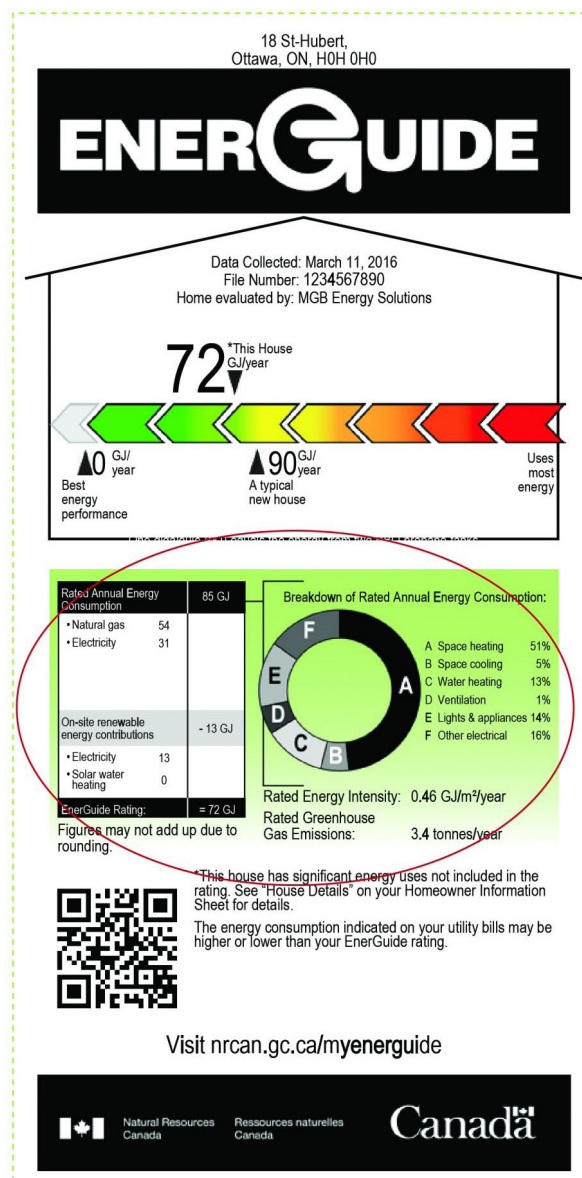 18 St-Hubert,
Ottawa, ON, H0H 0H0
ENERGUIDE
Data Collected: March 11, 2016
File Number: 1234567890
Home evaluated by: MGB Energy Solutions
72 *This House
GJ/year
0 GJ/
year
Best
energy
performance
90 GJ/
year
A typical
new house
Uses
most
energy
Rated Annual Energy
Consumption
85 GJ
• Natural gas 54
• Electricity 31
On-site renewable
energy contributions
- 13 GJ
• Electricity 13
• Solar water
heating 0
EnerGuide Rating: = 72 GJ
Figures may not add up due to
rounding.
Breakdown of Rated Annual Energy Consumption:
F
E
D
C
B
A
A Space heating 51%
B Space cooling 5%
C Water heating 13%
D Ventilation 1%
E Lights & appliances 14%
F Other electrical 16%
Rated Energy Intensity: 0.46 GJ/m²/year
Rated Greenhouse
Gas Emissions: 3.4 tonnes/year
*This house has significant energy uses not included in the
rating. See “House Details” on your Homeowner Information
Sheet for details.
The energy consumption indicated on your utility bills may be
higher or lower than your EnerGuide rating.
Visit nrcan.gc.ca/myenerguide
Natural Resources
Canada
Ressources naturelles
Canada
Canada